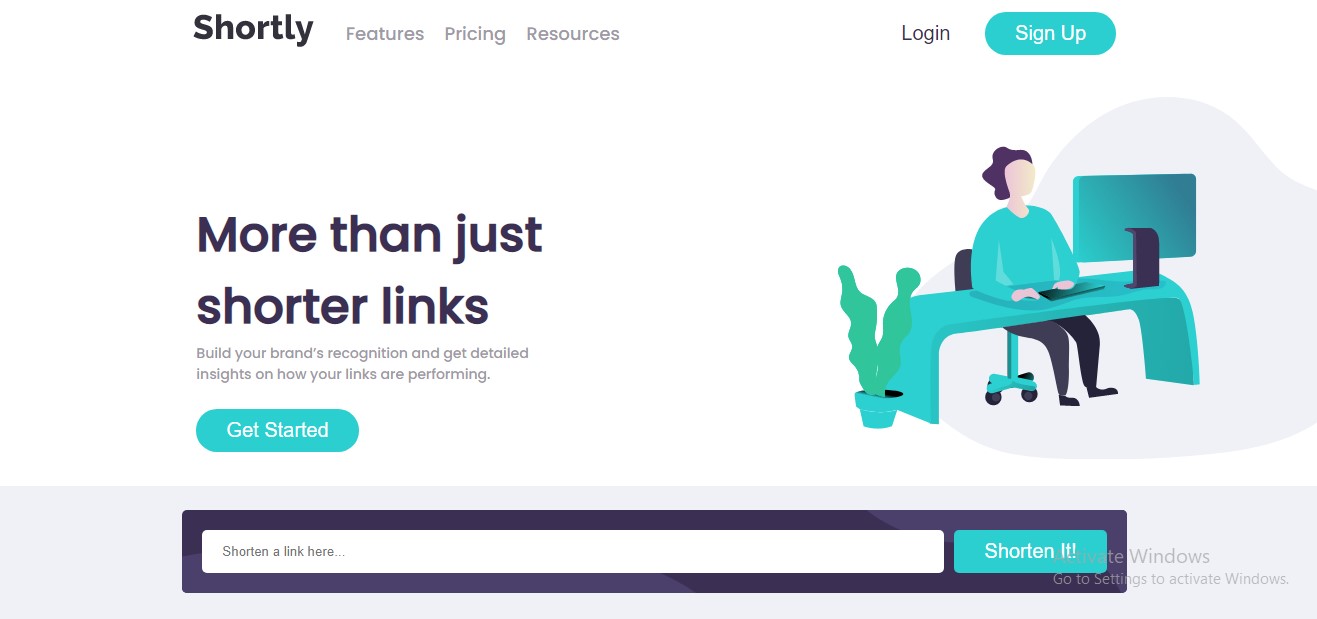 Shortly
Features Pricing Resources
Login
Sign Up
More than just
shorter links
Build your brand’s recognition and get detailed
insights on how your links are performing.
Get Started
Shorten a link here...
Shorten It!
Activate Windows
Go to Settings to activate Windows.